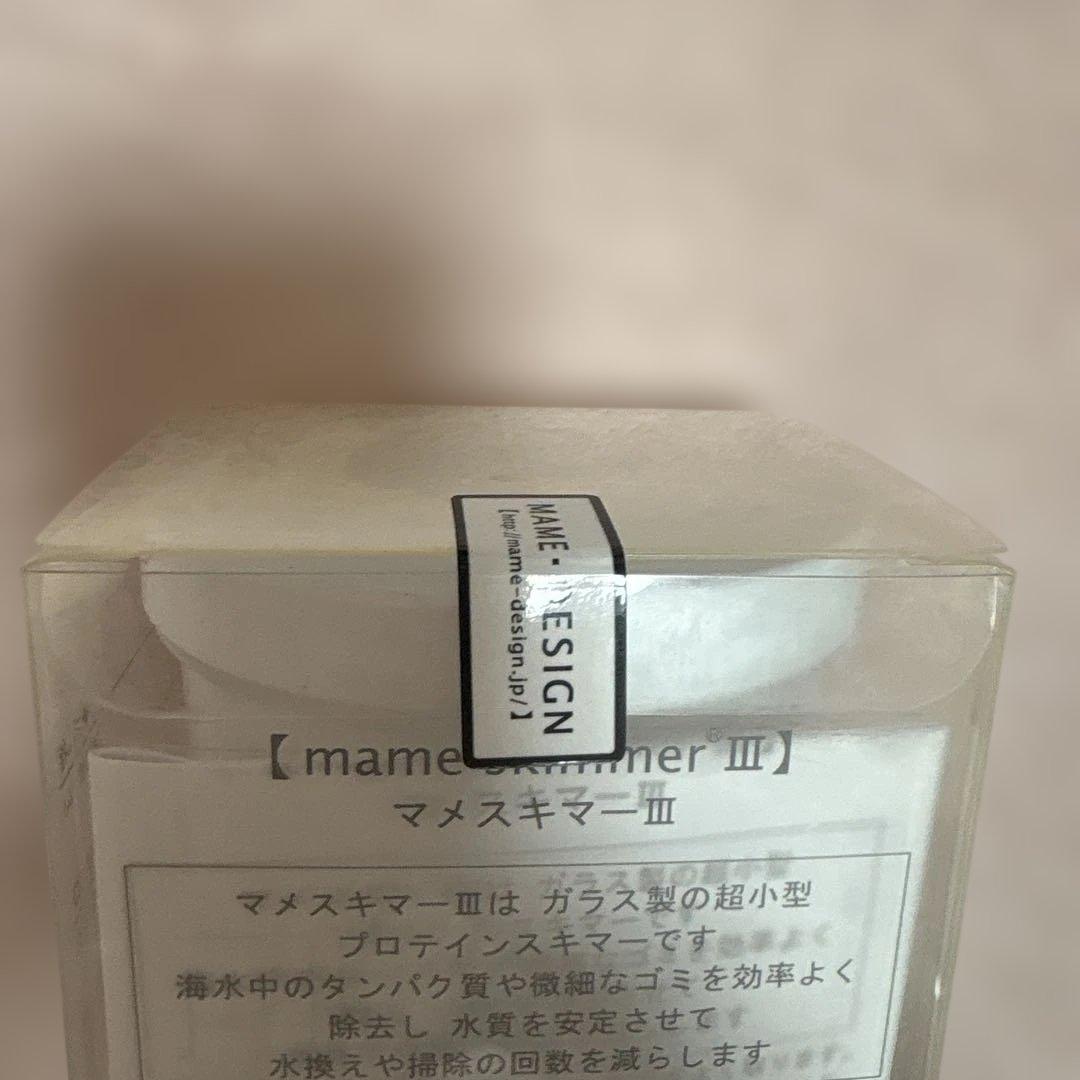 MAME・DESIGN
【http://mame-design.jp/】
【mame skimmer® Ⅲ】
マメスキマーⅢ
マメスキマーⅢは ガラス製の超小型
プロテインスキマーです
海水中のタンパク質や微細なゴミを効率よく
除去し 水質を安定させて
水換えや掃除の回数を減らします